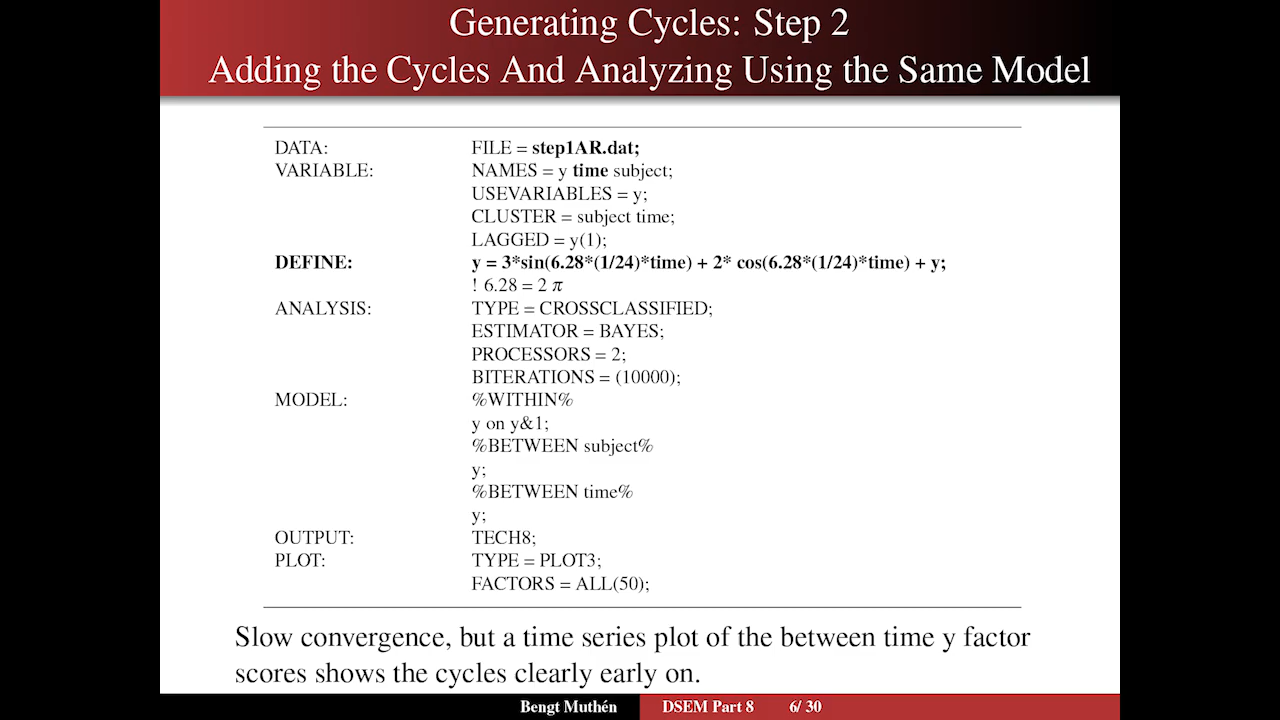 Generating Cycles: Step 2
Adding the Cycles And Analyzing Using the Same Model
DATA: FILE = step1AR.dat;
VARIABLE: NAMES = y time subject;
USEVARIABLES = y;
CLUSTER = subject time;
LAGGED = y(1);
DEFINE: y = 3*sin(6.28*(1/24)*time) + 2* cos(6.28*(1/24)*time) + y;
! 6.28 = 2 π
ANALYSIS: TYPE = CROSSCLASSIFIED;
ESTIMATOR = BAYES;
PROCESSORS = 2;
BITERATIONS = (10000);
MODEL: %WITHIN%
y on y&1;
%BETWEEN subject%
y;
%BETWEEN time%
y;
OUTPUT: TECH8;
PLOT: TYPE = PLOT3;
FACTORS = ALL(50);
Slow convergence, but a time series plot of the between time y factor
scores shows the cycles clearly early on.
Bengt Muthén DSEM Part 8 6/ 30